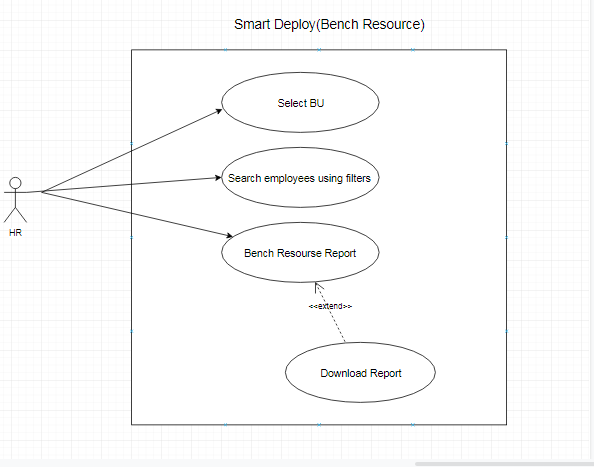 Smart Deploy(Bench Resource)
Select BU
Search employees using filters
HR
Bench Resourse Report
<<extend>>
Download Report